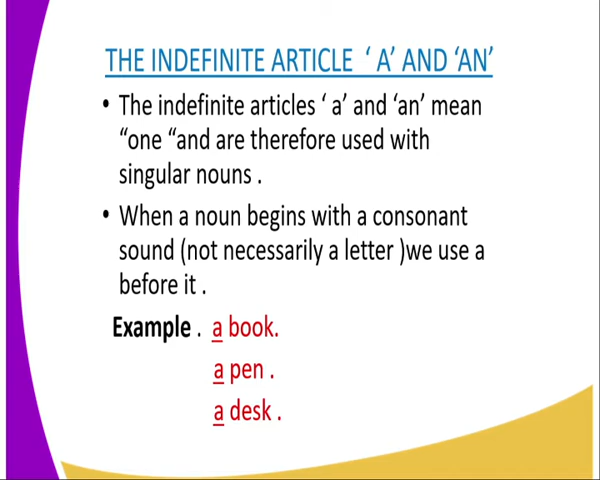 THE INDEFINITE ARTICLE ‘ A’ AND ‘AN’
• The indefinite articles ‘ a’ and ‘an’ mean
“one “and are therefore used with
singular nouns .
• When a noun begins with a consonant
sound (not necessarily a letter )we use a
before it .
Example . a book.
a pen .
a desk .